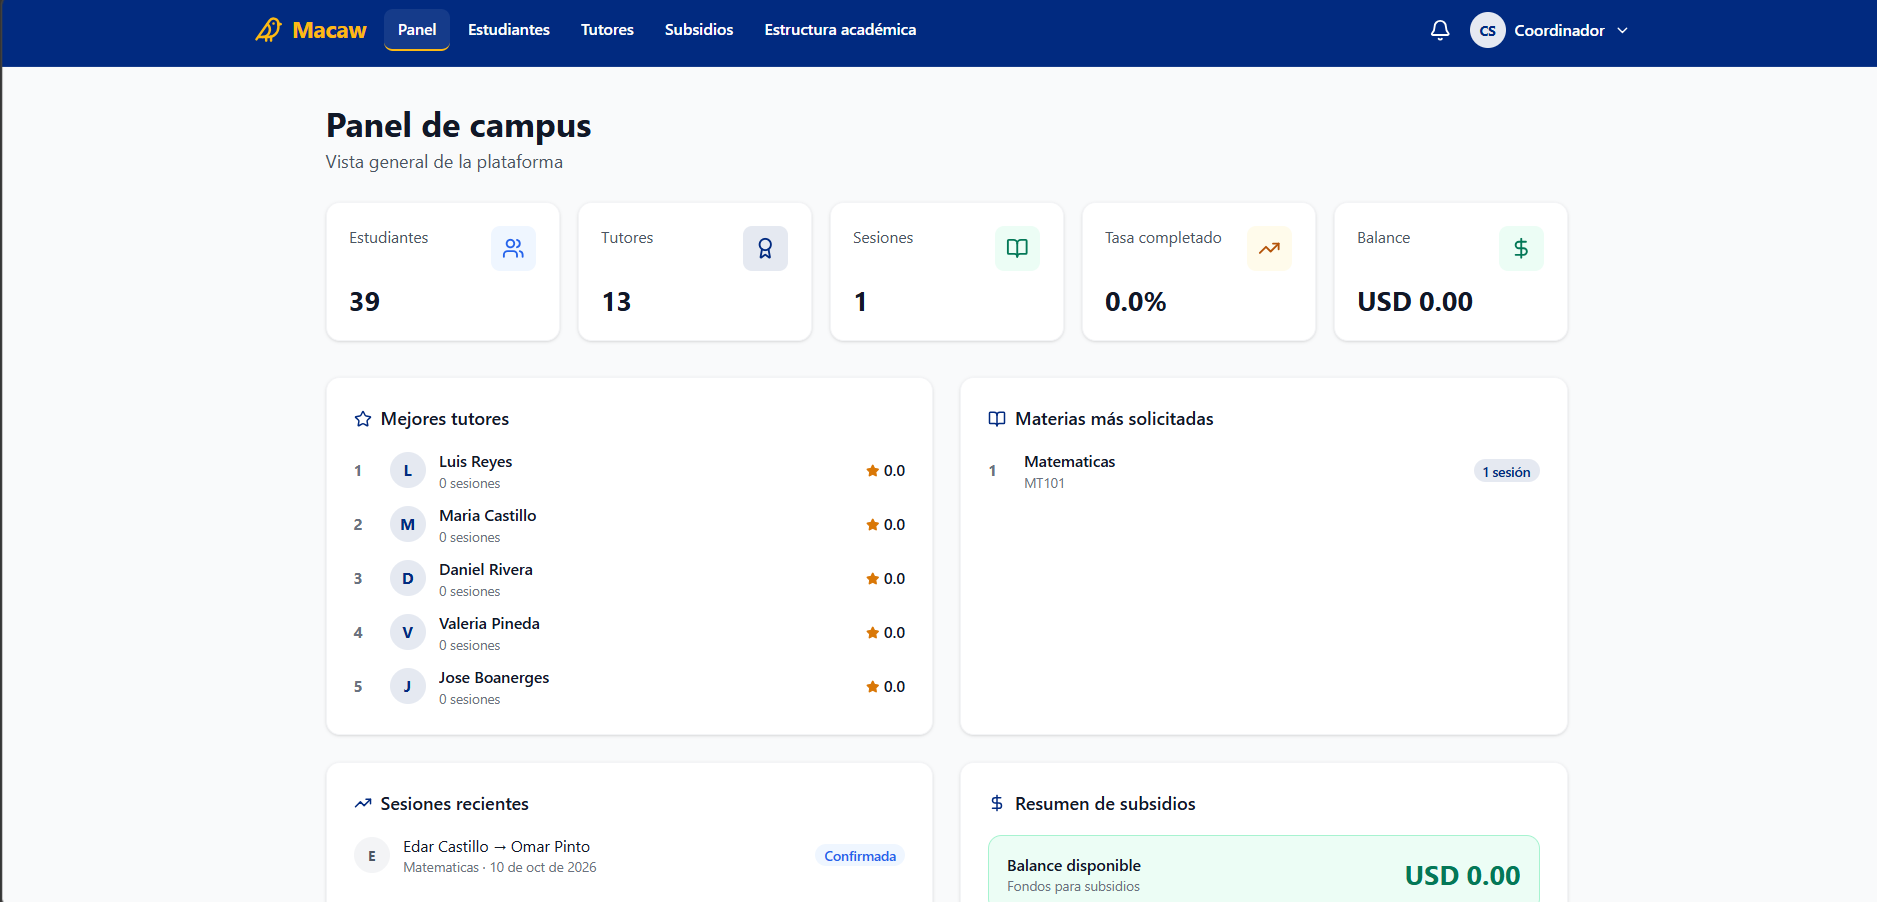 Macaw
Panel
Estudiantes
Tutores
Subsidios
Estructura académica
CS
Coordinador
Panel de campus
Vista general de la plataforma
Estudiantes
39
Tutores
13
Sesiones
1
Tasa completado
0.0%
Balance
USD 0.00
Mejores tutores
1 L Luis Reyes 0.0
0 sesiones
2 M Maria Castillo 0.0
0 sesiones
3 D Daniel Rivera 0.0
0 sesiones
4 V Valeria Pineda 0.0
0 sesiones
5 J Jose Boanerges 0.0
0 sesiones
Materias más solicitadas
1 Matematicas 1 sesión
MT101
Sesiones recientes
E Edar Castillo → Omar Pinto Confirmada
Matematicas · 10 de oct de 2026
Resumen de subsidios
Balance disponible USD 0.00
Fondos para subsidios